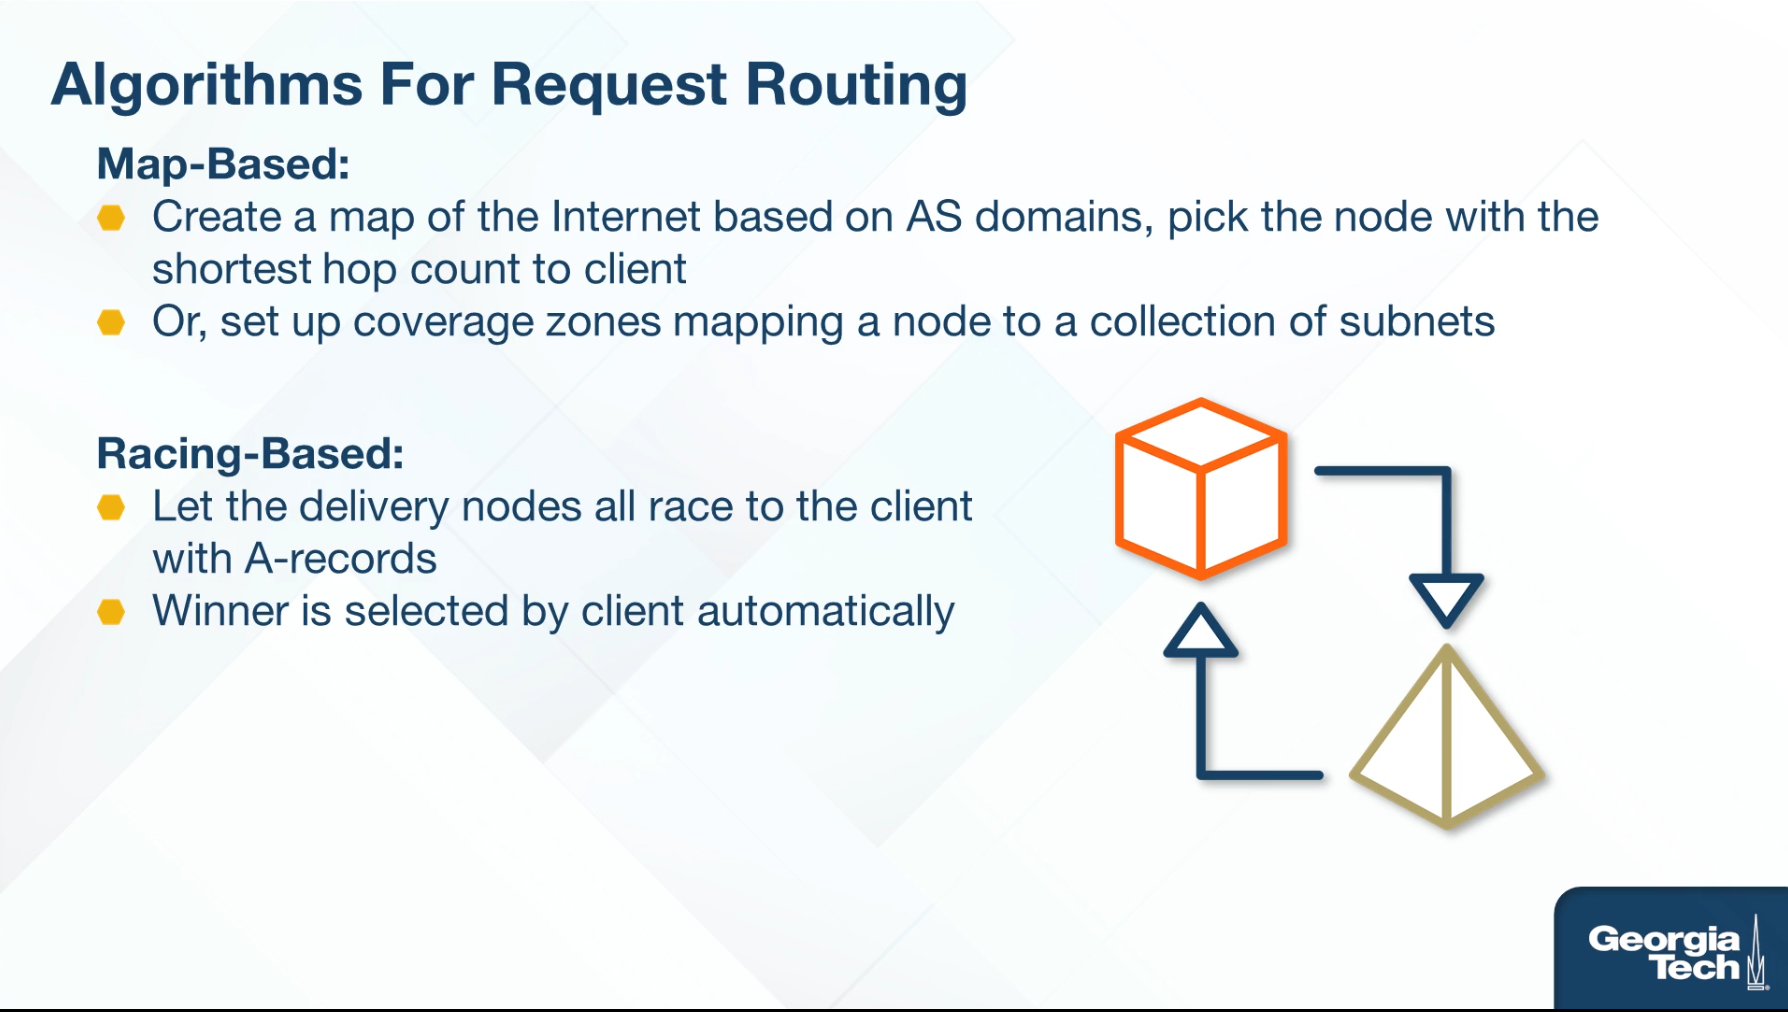 Algorithms For Request Routing
Map-Based:
Create a map of the Internet based on AS domains, pick the node with the
shortest hop count to client
Or, set up coverage zones mapping a node to a collection of subnets
Racing-Based:
Let the delivery nodes all race to the client
with A-records
Winner is selected by client automatically
Georgia
Tech